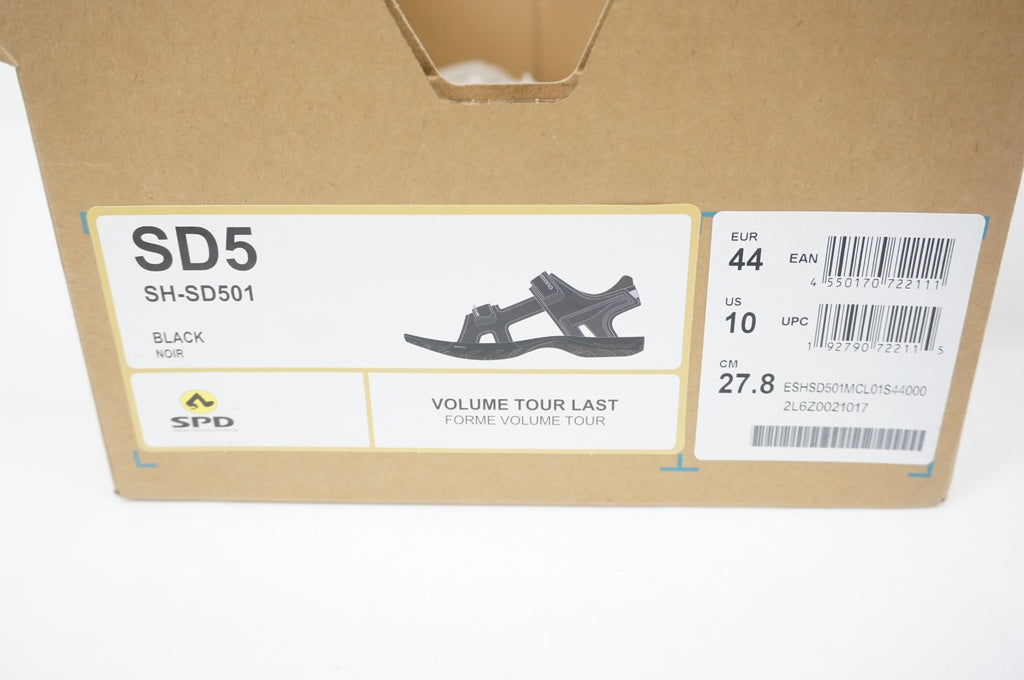 SD5
SH-SD501
BLACK
NOIR
SPD
VOLUME TOUR LAST
FORME VOLUME TOUR
EUR
44
EAN
4 550170 722111
US
10
UPC
1 92790 72211 5
CM
27.8
ESHSD501MCL01S44000
2L6Z0021017